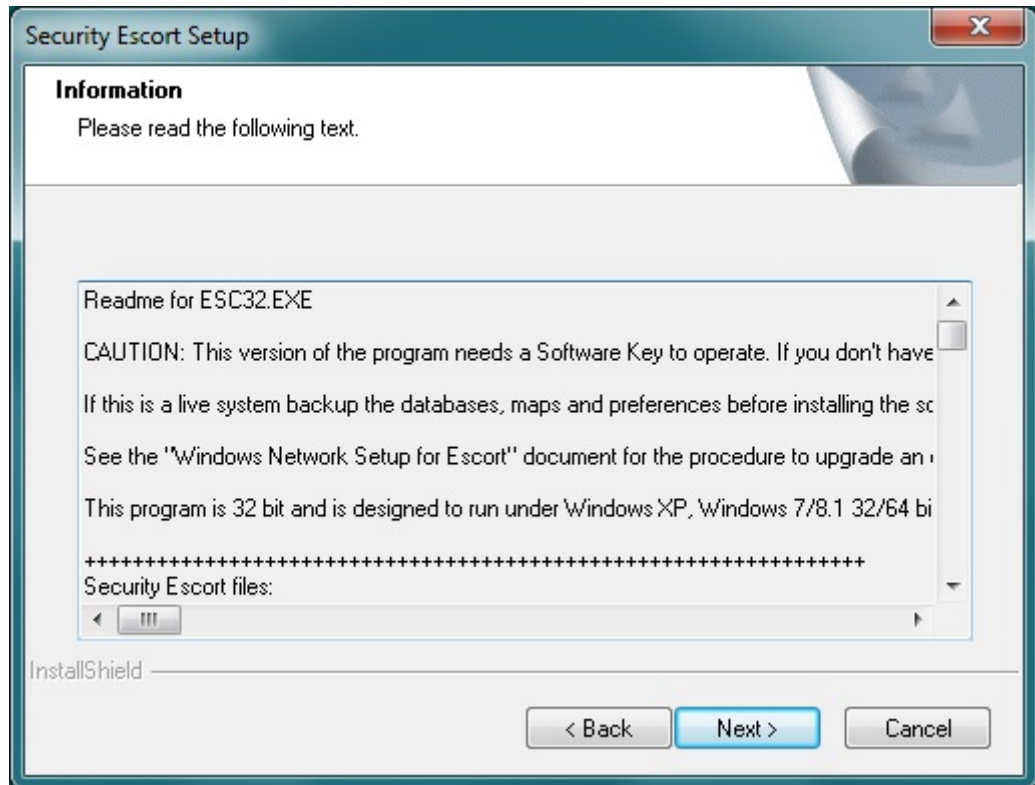 Security Escort Setup
Information
Please read the following text.
Readme for ESC32.EXE
CAUTION: This version of the program needs a Software Key to operate. If you don't have
If this is a live system backup the databases, maps and preferences before installing the
See the "Windows Network Setup for Escort" document for the procedure to upgrade an
This program is 32 bit and is designed to run under Windows XP, Windows 7/8.1 32/64 bi
+++++++++++++++++++++++++++++++++++++++++++++++++++++++++++++++++
Security Escort files:
InstallShield
< Back Next > Cancel